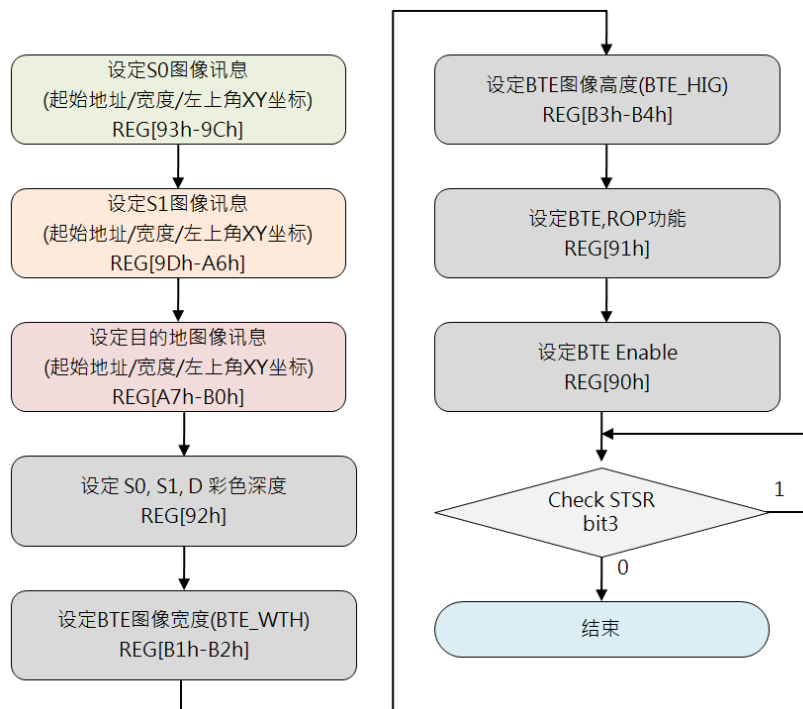 设定S0图像讯息
(起始地址/宽度/左上角XY坐标)
REG[93h-9Ch]
设定S1图像讯息
(起始地址/宽度/左上角XY坐标)
REG[9Dh-A6h]
设定目的地图像讯息
(起始地址/宽度/左上角XY坐标)
REG[A7h-B0h]
设定 S0, S1, D 彩色深度
REG[92h]
设定BTE图像宽度(BTE_WTH)
REG[B1h-B2h]
设定BTE图像高度(BTE_HIG)
REG[B3h-B4h]
设定BTE,ROP功能
REG[91h]
设定BTE Enable
REG[90h]
Check STSR
bit3
1
0
结束